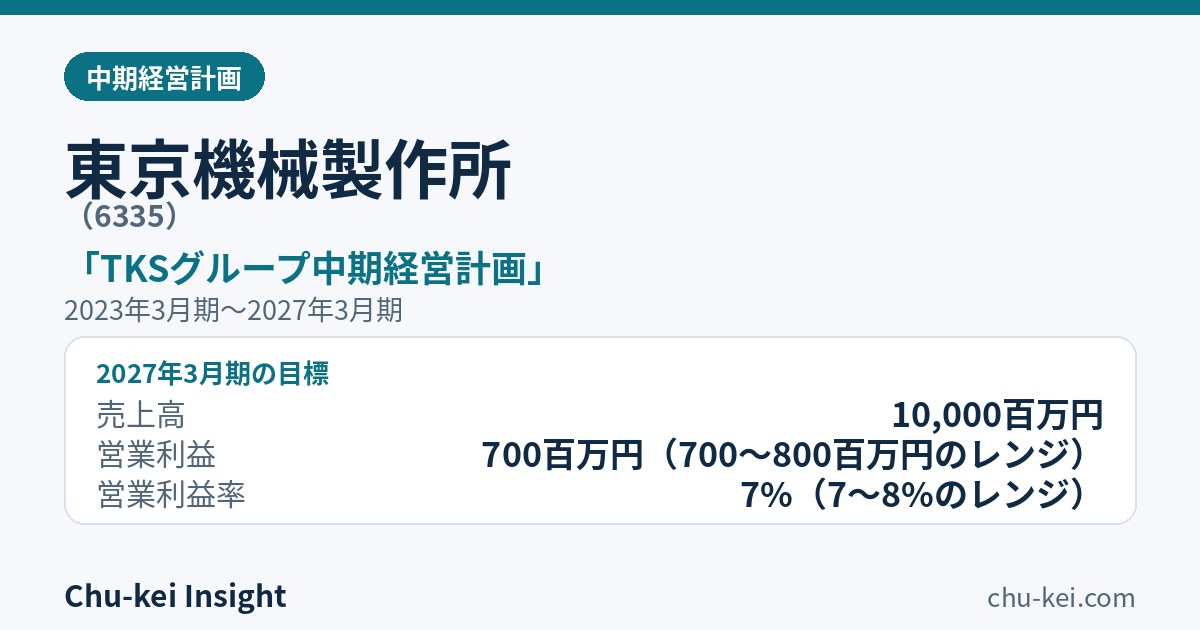 中期経営計画
東京機械製作所
（6335）
「TKSグループ中期経営計画」
2023年3月期～2027年3月期
2027年3月期の目標
売上高 10,000百万円
営業利益 700百万円（700～800百万円のレンジ）
営業利益率 7%（7～8%のレンジ）
Chu-kei Insight chu-kei.com